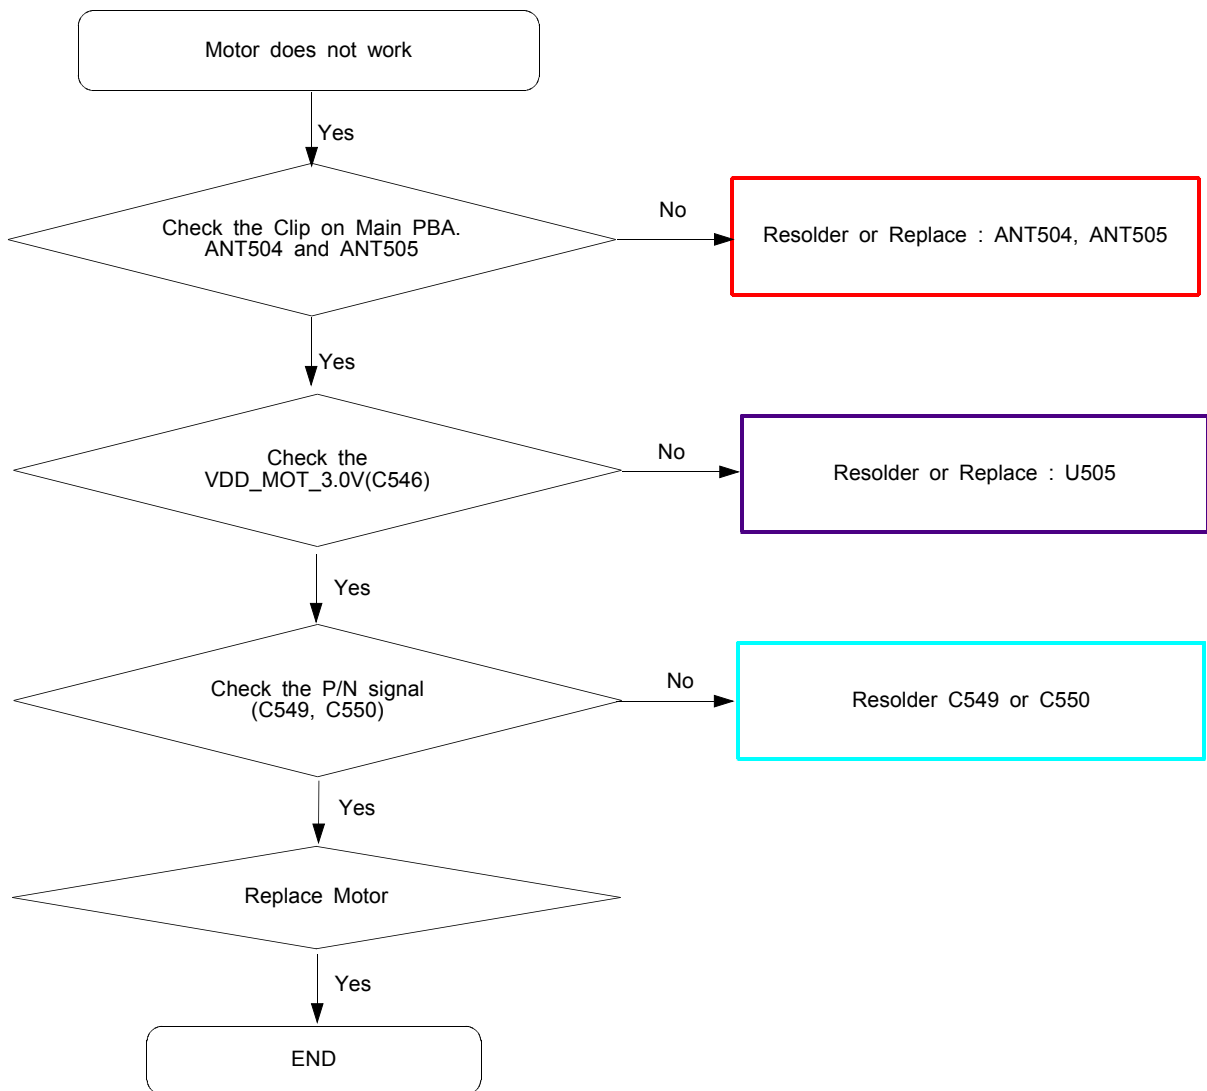 Motor does not work
Yes
Check the Clip on Main PBA.
ANT504 and ANT505
No
Resolder or Replace : ANT504, ANT505
Yes
Check the
VDD_MOT_3.0V(C546)
No
Resolder or Replace : U505
Yes
Check the P/N signal
(C549, C550)
No
Resolder C549 or C550
Yes
Replace Motor
Yes
END